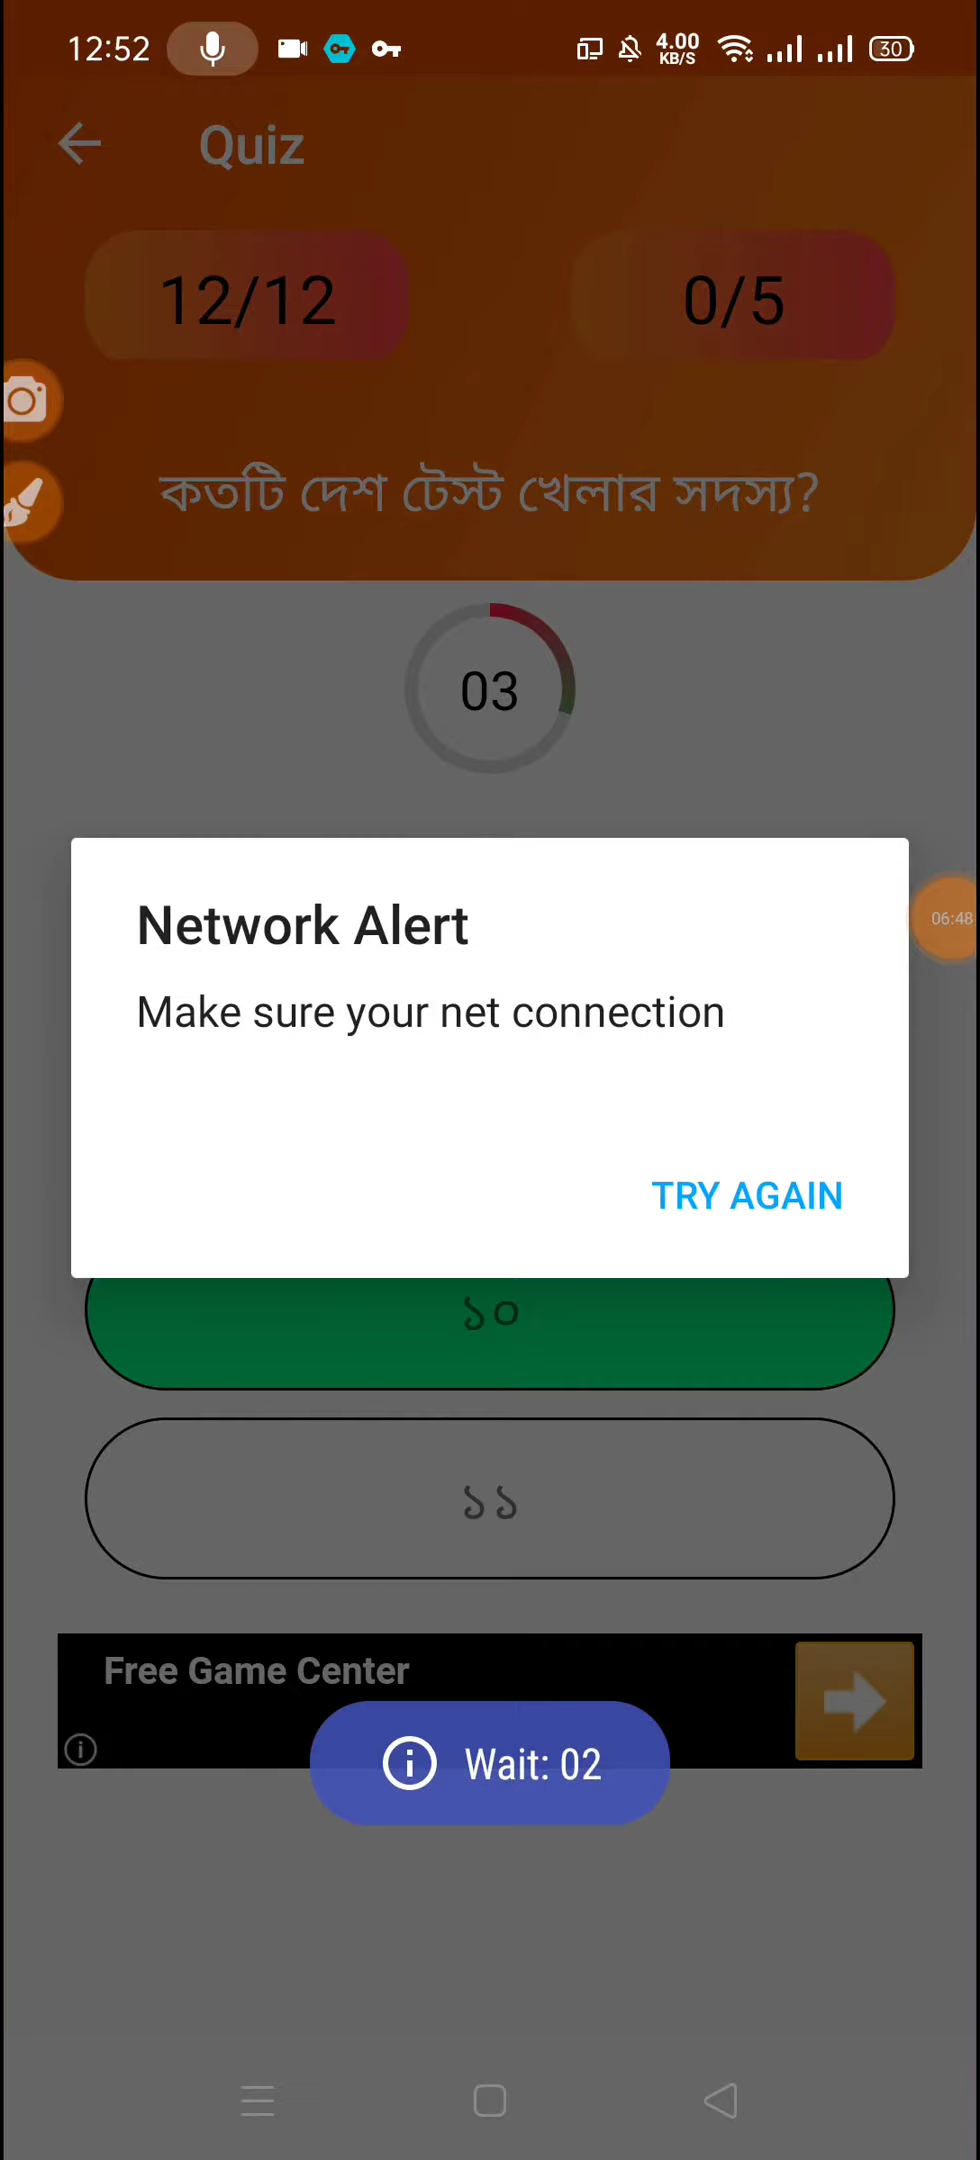 12:52
4.00
KB/S
30
Quiz
12/12
0/5
কতটি দেশ টেস্ট খেলার সদস্য?
03
Network Alert
Make sure your net connection
06:48
TRY AGAIN
১০
১১
Free Game Center
Wait: 02